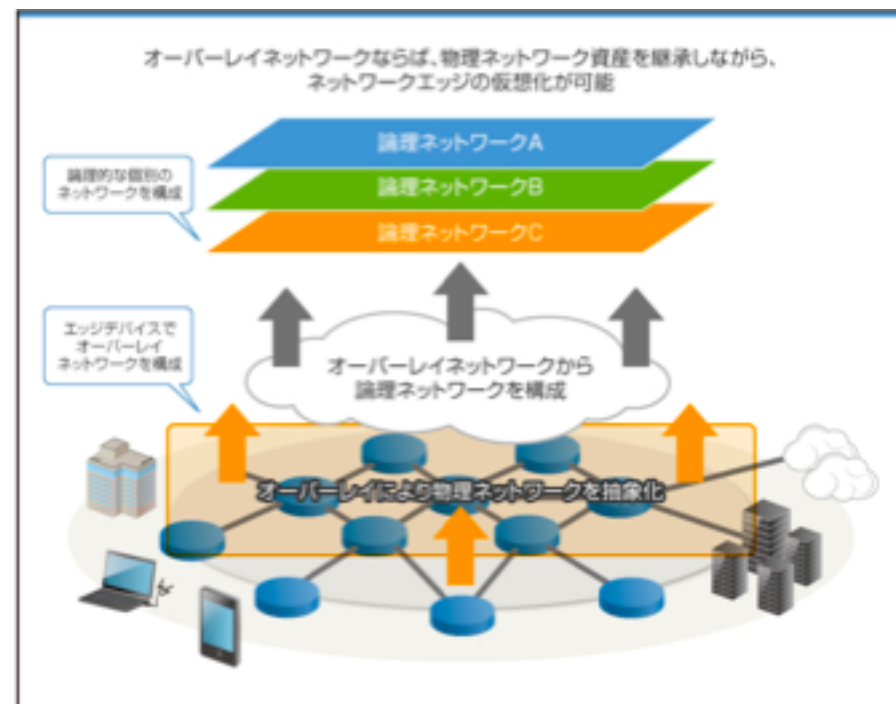 オーバーレイネットワークならば、物理ネットワーク資産を継承しながら、
ネットワークエッジの仮想化が可能
論理ネットワークA
論理的な個別の
ネットワークを構成
論理ネットワークB
論理ネットワークC
エッジデバイスで
オーバーレイ
ネットワークを構成
オーバーレイネットワークから
論理ネットワークを構成
オーバーレイにより物理ネットワークを抽象化